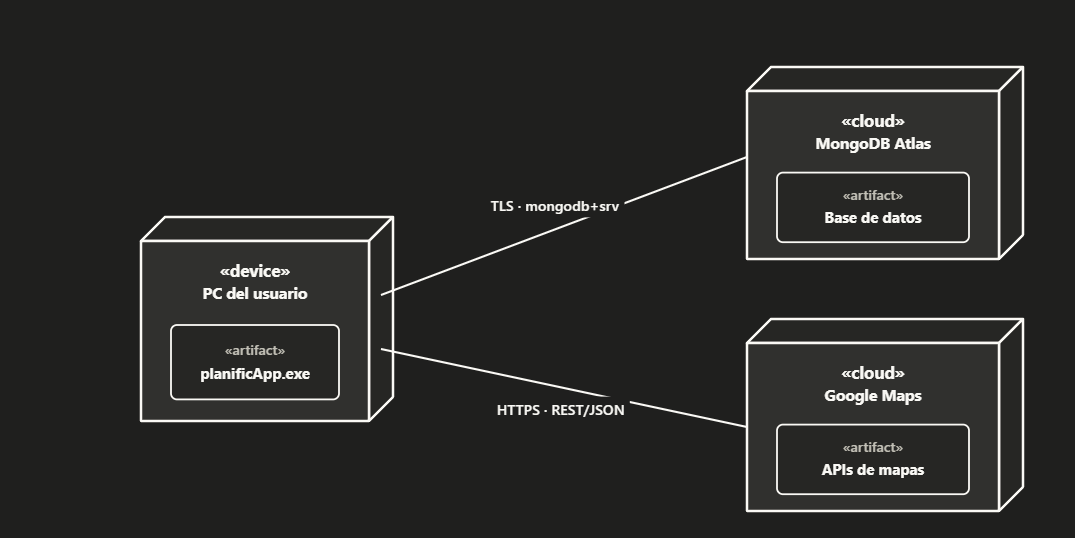 «cloud»
MongoDB Atlas
«artifact»
Base de datos
TLS · mongodb+srv
«device»
PC del usuario
«artifact»
planificApp.exe
HTTPS · REST/JSON
«cloud»
Google Maps
«artifact»
APIs de mapas